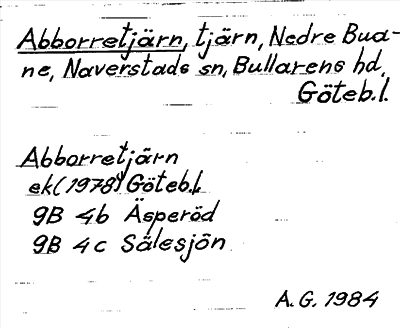 Abborretjärn, tjärn, Nedre Bua-
ne, Naverstads sn, Bullarens hd,
Göteb.l.
Abborretjärn
ek(1978) Göteb.l.
9B 4b Äsperöd
9B 4c Sälesjön
A.G. 1984